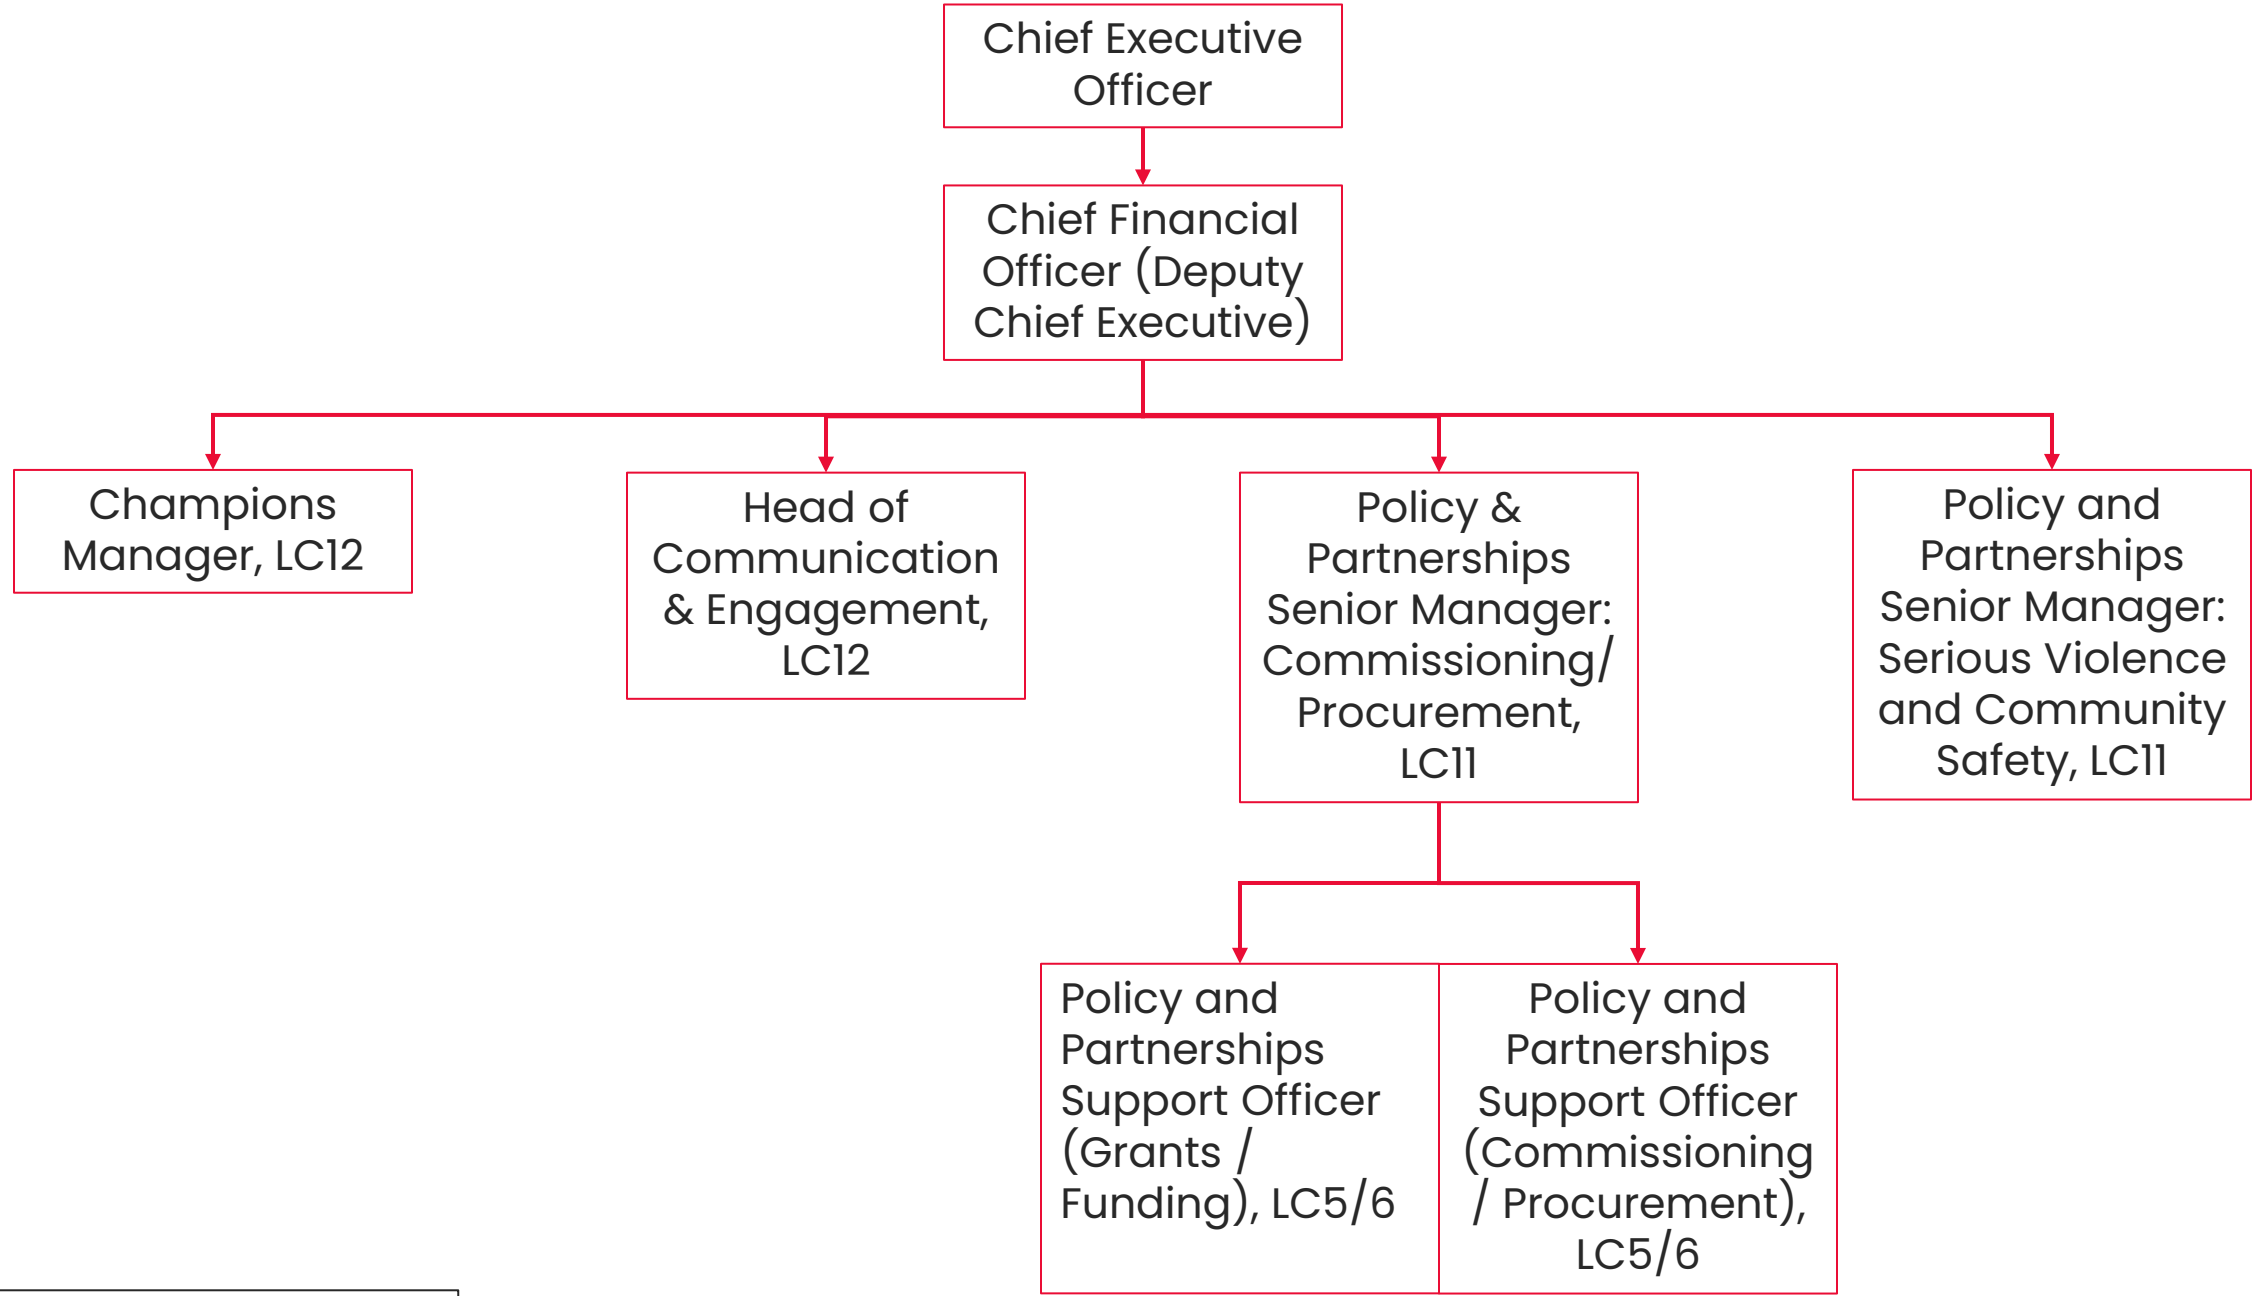 Chief Executive
Officer
Chief Financial
Officer (Deputy
Chief Executive)
Champions
Manager, LC12
Head of
Communication
& Engagement,
LC12
Policy &
Partnerships
Senior Manager:
Commissioning/
Procurement,
LC11
Policy and
Partnerships
Senior Manager:
Serious Violence
and Community
Safety, LC11
Policy and
Partnerships
Support Officer
(Grants /
Funding), LC5/6
Policy and
Partnerships
Support Officer
(Commissioning
/ Procurement),
LC5/6